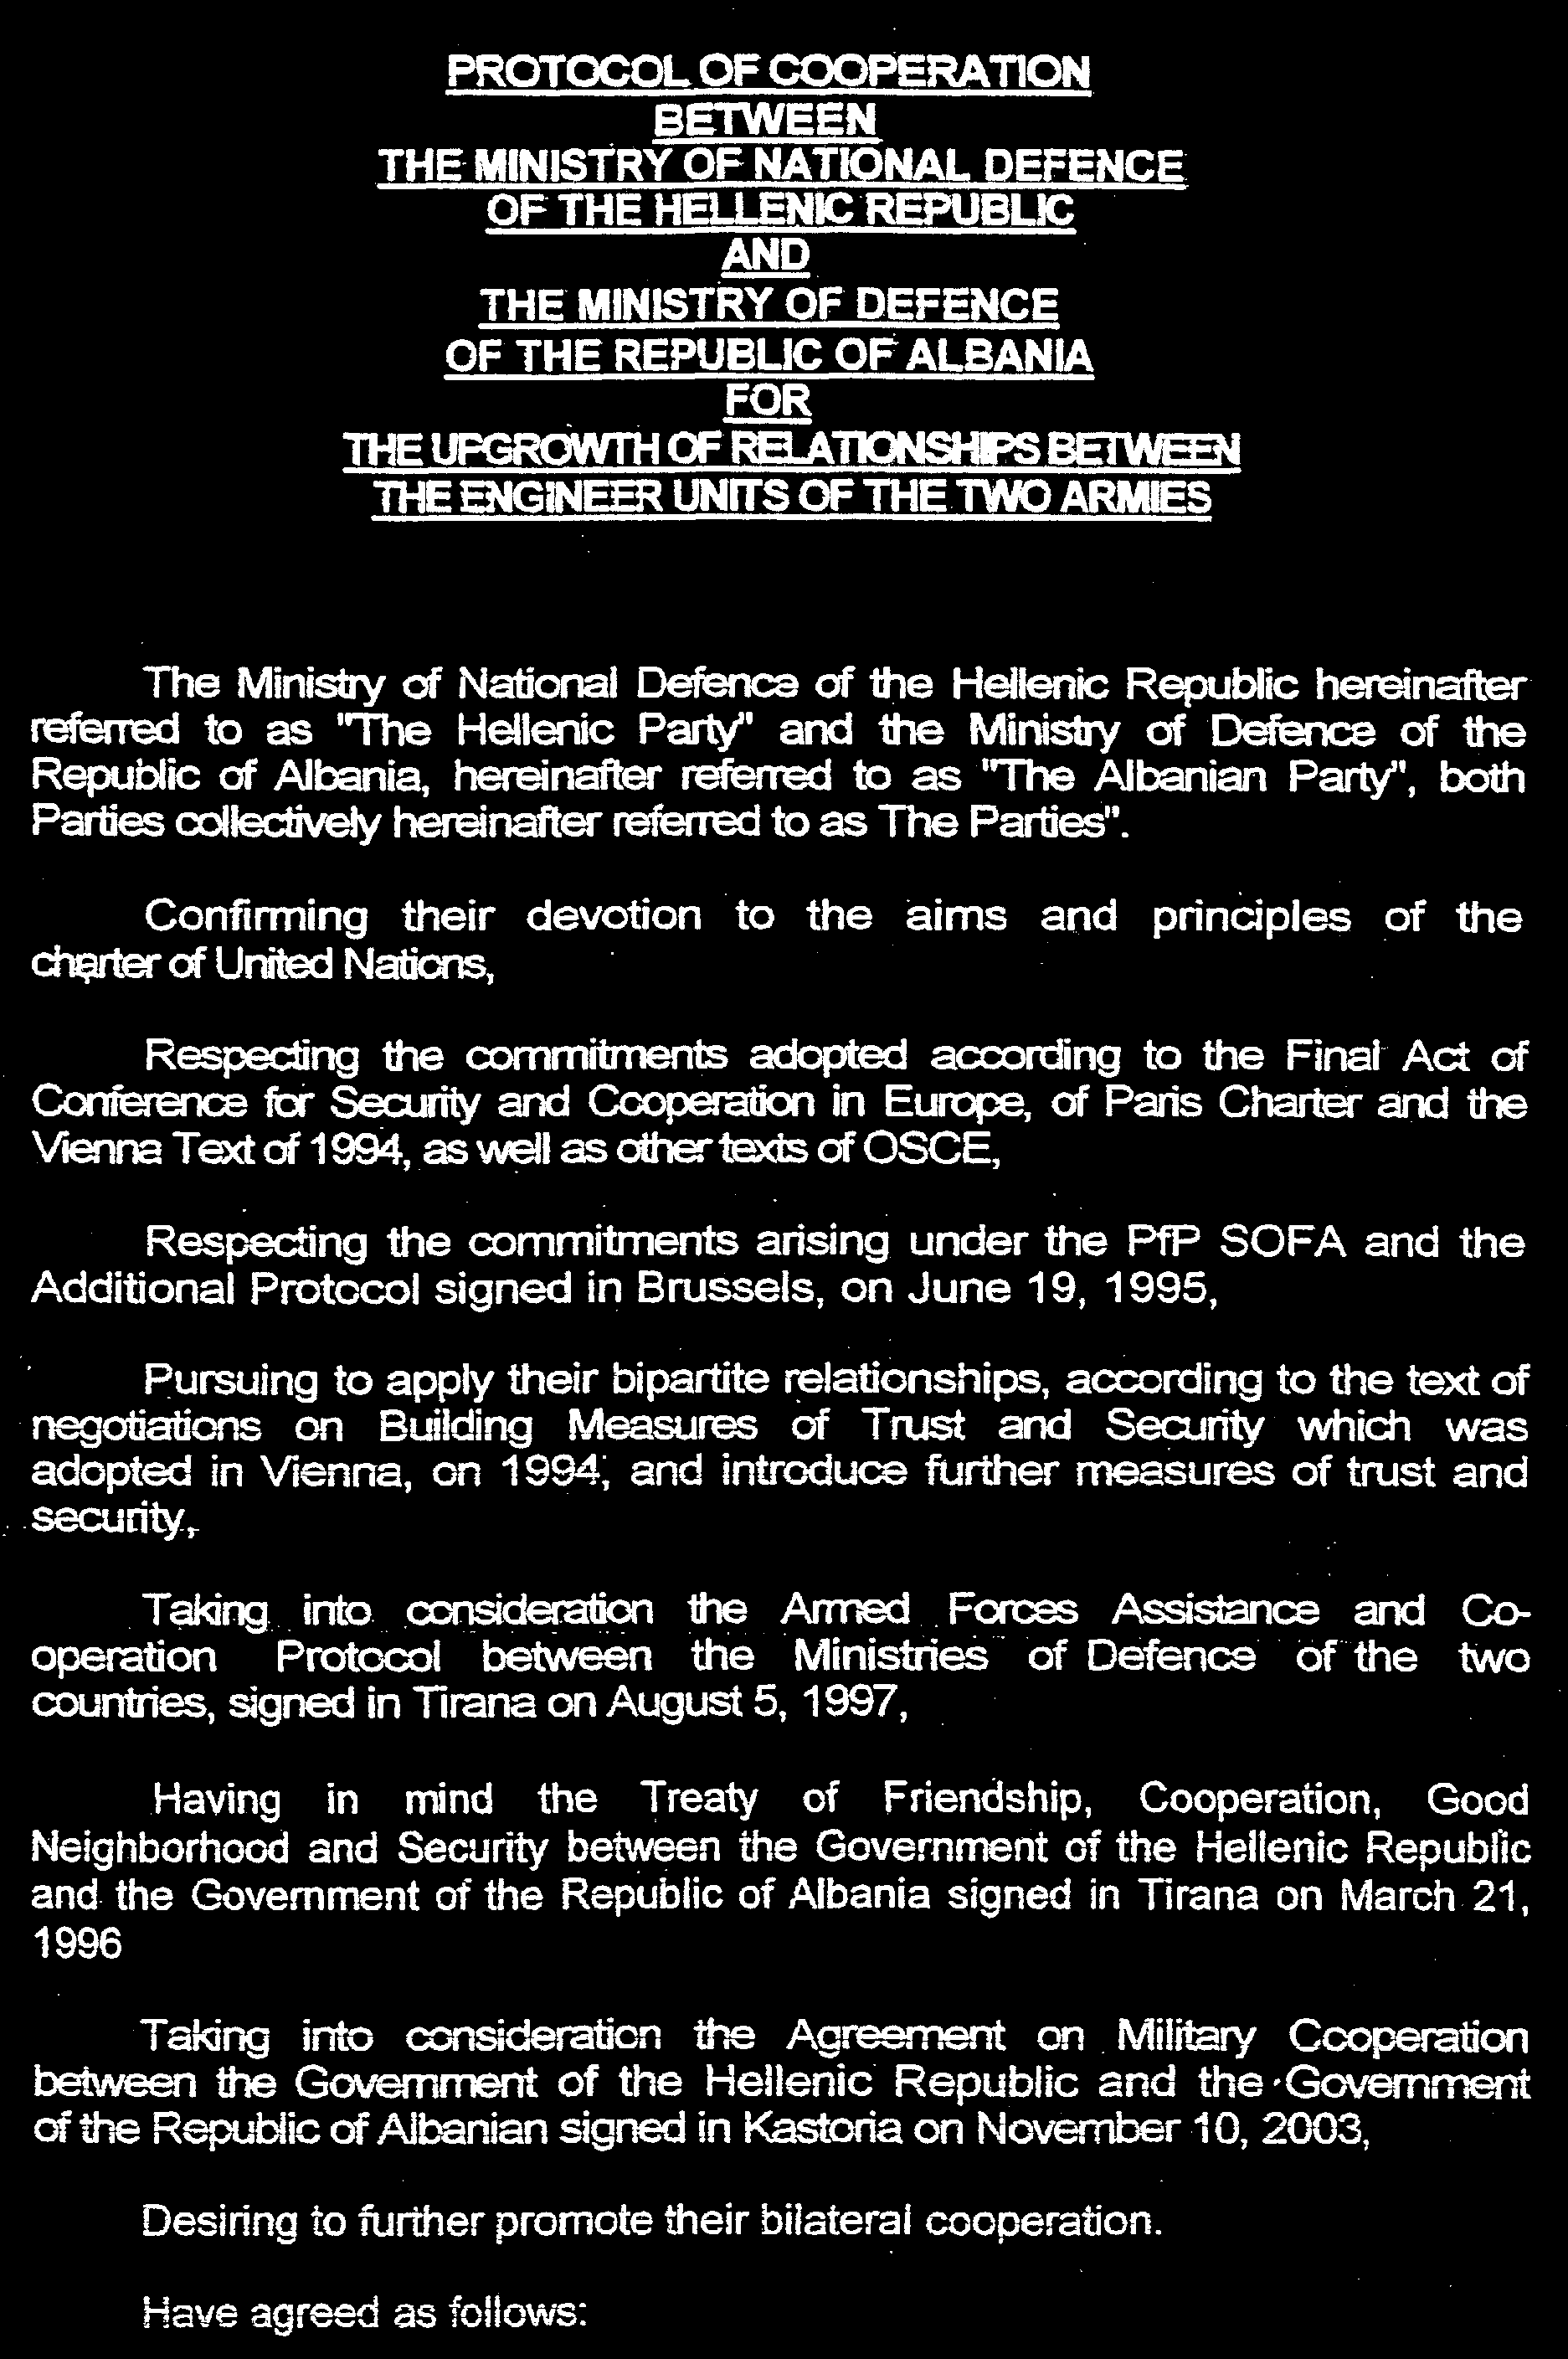 PROTOCOL OF COOPERATION
BETWEEN
THE MINISTRY OF NATIONAL DEFENCE
OF THE HELLENIC REPUBLIC
AND
THE MINISTRY OF DEFENCE
OF THE REPUBLIC OF ALBANIA
FOR
THE UPGROWTH OF RELATIONSHIPS BETWEEN
THE ENGINEER UNITS OF THE TWO ARMIES
The Ministry of National Defence of the Hellenic Republic hereinafter
referred to as "The Hellenic Party" and the Ministry of Defence of the
Republic of Albania, hereinafter referred to as "The Albanian Party", both
Parties collectively hereinafter referred to as The Parties".
Confirming their devotion to the aims and principles of the
charter of United Nations,
Respecting the commitments adopted according to the Final Act of
Conference for Security and Cooperation in Europe, of Paris Charter and the
Vienna Text of 1994, as well as other texts of OSCE,
Respecting the commitments arising under the PfP SOFA and the
Additional Protocol signed in Brussels, on June 19, 1995,
Pursuing to apply their bipartite relationships, according to the text of
negotiations on Building Measures of Trust and Security which was
adopted in Vienna, on 1994, and introduce further measures of trust and
security,
Taking into consideration the Armed Forces Assistance and Co-
operation Protocol between the Ministries of Defence of the two
countries, signed in Tirana on August 5, 1997,
Having in mind the Treaty of Friendship, Cooperation, Good
Neighborhood and Security between the Government of the Hellenic Republic
and the Government of the Republic of Albania signed in Tirana on March 21,
1996
Taking into consideration the Agreement on Military Cooperation
between the Government of the Hellenic Republic and the Government
of the Republic of Albanian signed in Kastoria on November 10, 2003,
Desiring to further promote their bilateral cooperation.
Have agreed as follows: